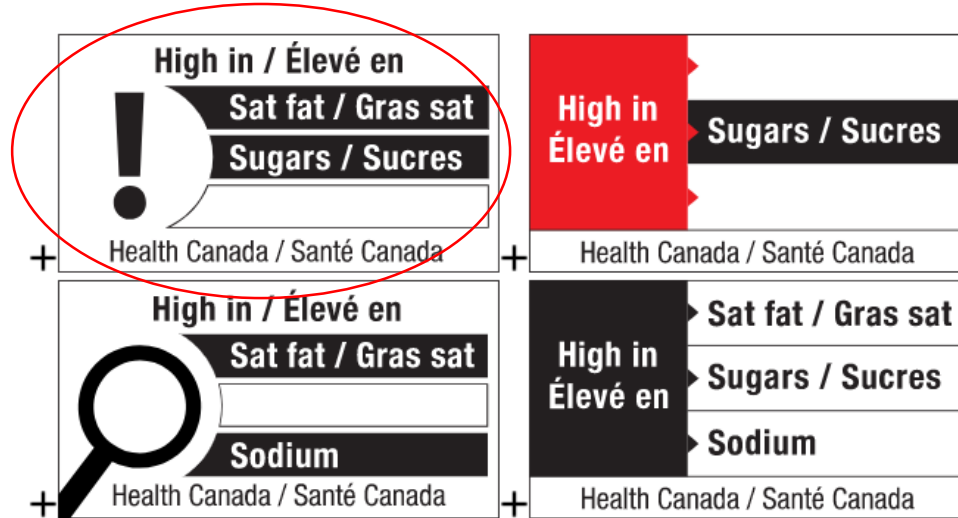 High in / Élevé en
Sat fat / Gras sat
Sugars / Sucres
Health Canada / Santé Canada
High in
Élevé en
Sugars / Sucres
Health Canada / Santé Canada
High in / Élevé en
Sat fat / Gras sat
Sodium
Health Canada / Santé Canada
High in
Élevé en
Sat fat / Gras sat
Sugars / Sucres
Sodium
Health Canada / Santé Canada